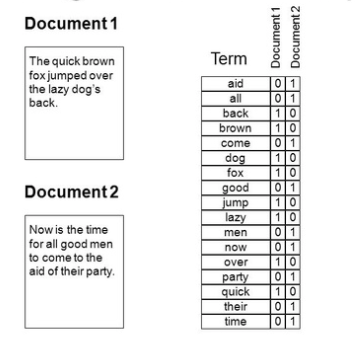 Document 1
The quick brown
fox jumped over
the lazy dog's
back.
Document 2
Now is the time
for all good men
to come to the
aid of their party.
Term Document 1 Document 2
aid 0 1
all 0 1
back 1 0
brown 1 0
come 0 1
dog 1 0
fox 1 0
good 0 1
jump 1 0
lazy 1 0
men 0 1
now 0 1
over 1 0
party 0 1
quick 1 0
their 0 1
time 0 1